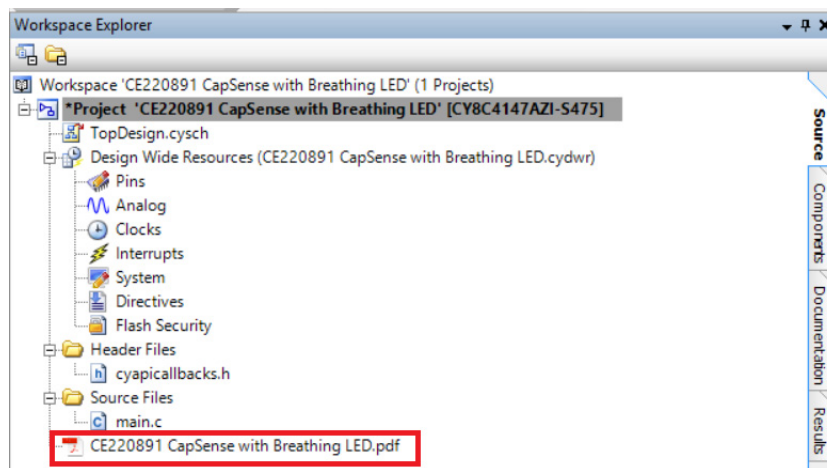 Workspace Explorer
Workspace 'CE220891 CapSense with Breathing LED' (1 Projects)
*Project 'CE220891 CapSense with Breathing LED' [CY8C4147AZI-S475]
TopDesign.cysch
Design Wide Resources (CE220891 CapSense with Breathing LED.cydwr)
Pins
Analog
Clocks
Interrupts
System
Directives
Flash Security
Header Files
cyapicallbacks.h
Source Files
main.c
CE220891 CapSense with Breathing LED.pdf
Source
Components
Documentation
Results